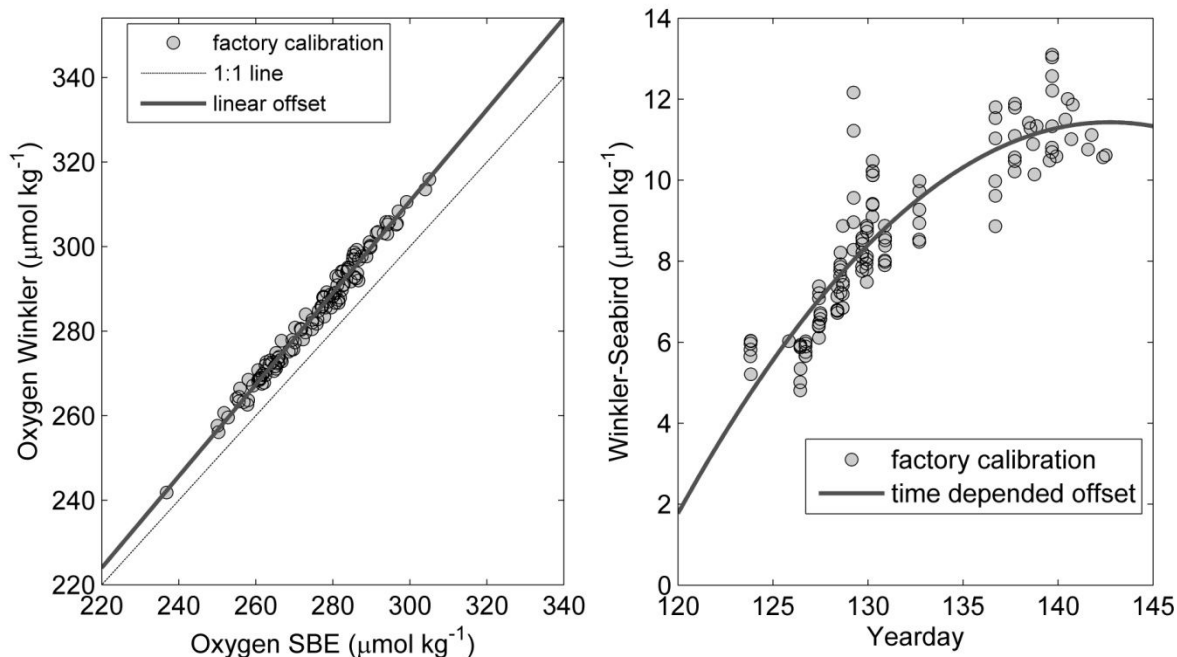 factory calibration
1:1 line
linear offset
Oxygen Winkler (μmol kg⁻¹)
340
320
300
280
260
240
220
220 240 260 280 300 320 340
Oxygen SBE (μmol kg⁻¹)
Winkler-Seabird (μmol kg⁻¹)
14
12
10
8
6
4
2
0
factory calibration
time depended offset
120 125 130 135 140 145
Yearday